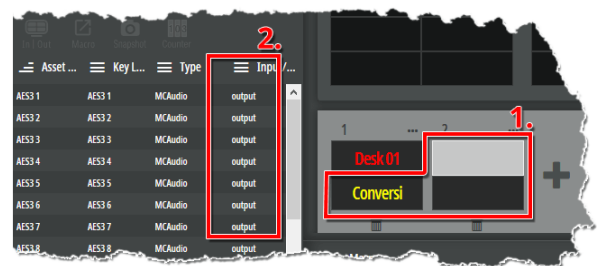 Ext Out Macro Snapshot Counter
2.
Asset ... Key L... Type Input/...
AES3 1 AES3 1 MCAudio output
AES3 2 AES3 2 MCAudio output
AES3 3 AES3 3 MCAudio output
AES3 4 AES3 4 MCAudio output
AES3 5 AES3 5 MCAudio output
AES3 6 AES3 6 MCAudio output
AES3 7 AES3 7 MCAudio output
AES3 8 AES3 8 MCAudio output
1.
1 ... 2 ...
Desk 01
Conversi
+